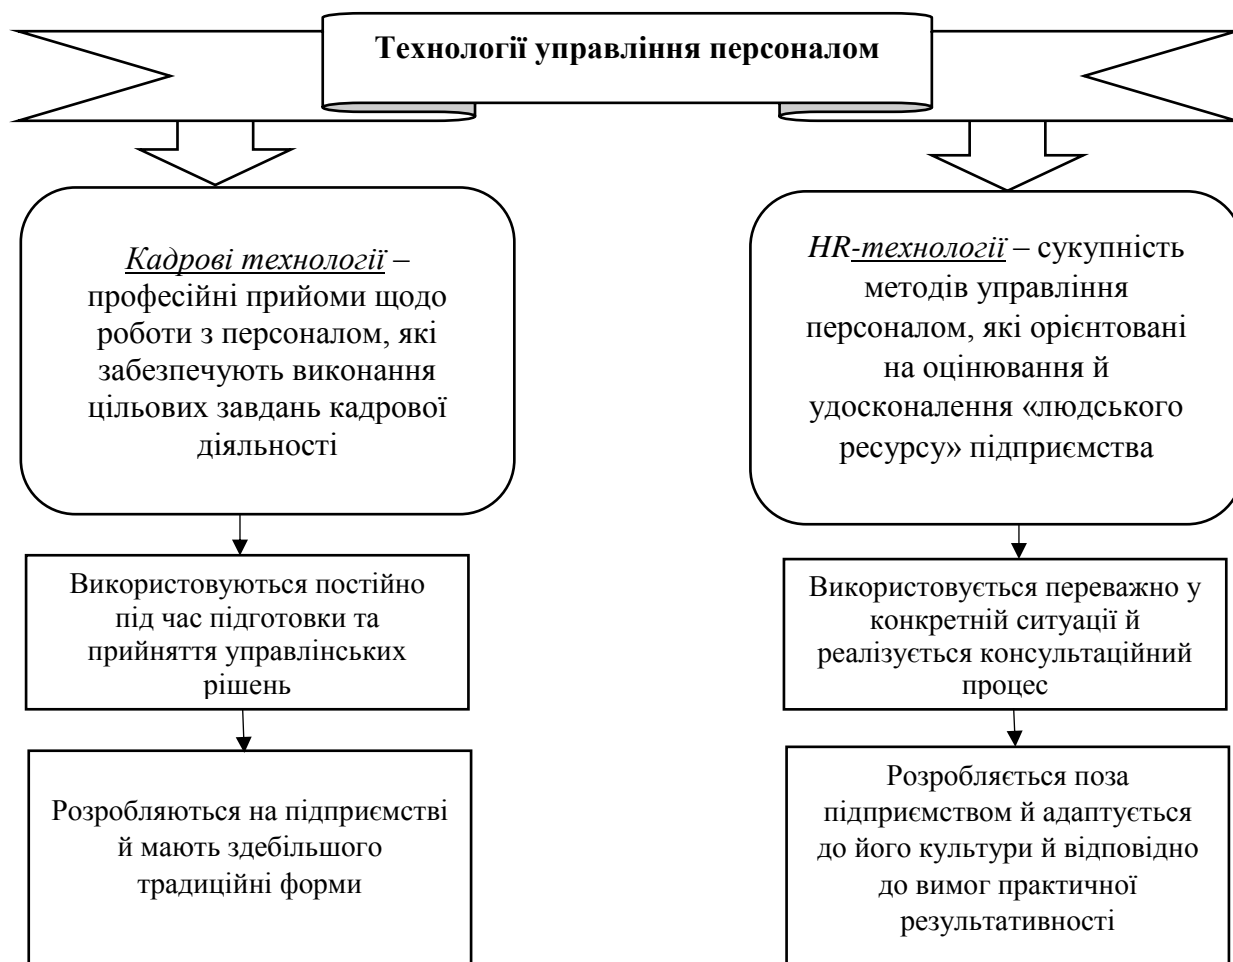 Технології управління персоналом
Кадрові технології –
професійні прийоми щодо
роботи з персоналом, які
забезпечують виконання
цільових завдань кадрової
діяльності
Використовуються постійно
під час підготовки та
прийняття управлінських
рішень
Розробляються на підприємстві
й мають здебільшого
традиційні форми
HR-технології – сукупність
методів управління
персоналом, які орієнтовані
на оцінювання й
удосконалення «людського
ресурсу» підприємства
Використовується переважно у
конкретній ситуації й
реалізується консультаційний
процес
Розробляється поза
підприємством й адаптується
до його культури й відповідно
до вимог практичної
результативності